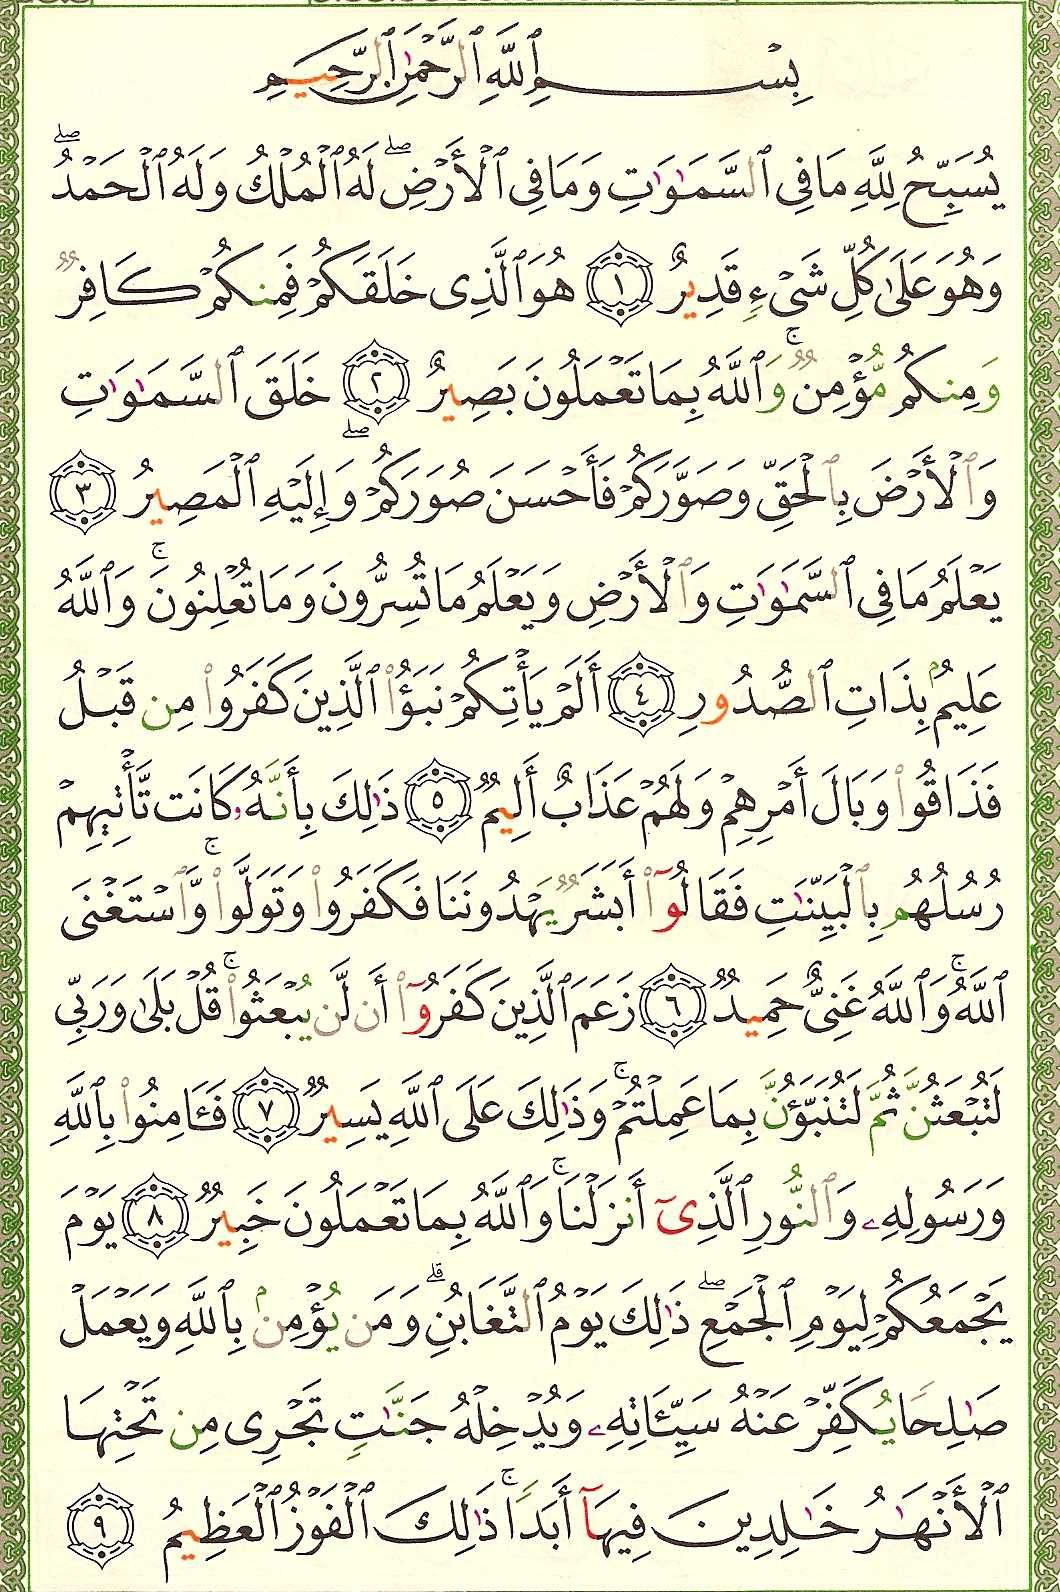 بِسْمِ ٱللَّهِ ٱلرَّحْمَٰنِ ٱلرَّحِيمِ
يُسَبِّحُ لِلَّهِ مَا فِى ٱلسَّمَٰوَٰتِ وَمَا فِى ٱلْأَرْضِ ۖ لَهُ ٱلْمُلْكُ وَلَهُ ٱلْحَمْدُ ۖ
وَهُوَ عَلَىٰ كُلِّ شَىْءٍ قَدِيرٌ ١ هُوَ ٱلَّذِى خَلَقَكُمْ فَمِنكُمْ كَافِرٌ
وَمِنكُم مُّؤْمِنٌ ۚ وَٱللَّهُ بِمَا تَعْمَلُونَ بَصِيرٌ ٢ خَلَقَ ٱلسَّمَٰوَٰتِ
وَٱلْأَرْضَ بِٱلْحَقِّ وَصَوَّرَكُمْ فَأَحْسَنَ صُوَرَكُمْ ۖ وَإِلَيْهِ ٱلْمَصِيرُ ٣
يَعْلَمُ مَا فِى ٱلسَّمَٰوَٰتِ وَٱلْأَرْضِ وَيَعْلَمُ مَا تُسِرُّونَ وَمَا تُعْلِنُونَ ۚ وَٱللَّهُ
عَلِيمٌۢ بِذَاتِ ٱلصُّدُورِ ٤ أَلَمْ يَأْتِكُمْ نَبَؤُا۟ ٱلَّذِينَ كَفَرُوا۟ مِن قَبْلُ
فَذَاقُوا۟ وَبَالَ أَمْرِهِمْ وَلَهُمْ عَذَابٌ أَلِيمٌ ٥ ذَٰلِكَ بِأَنَّهُۥ كَانَت تَّأْتِيهِمْ
رُسُلُهُم بِٱلْبَيِّنَٰتِ فَقَالُوٓا۟ أَبَشَرٌ يَهْدُونَنَا فَكَفَرُوا۟ وَتَوَلَّوا۟ ۚ وَّٱسْتَغْنَى
ٱللَّهُ ۚ وَٱللَّهُ غَنِىٌّ حَمِيدٌ ٦ زَعَمَ ٱلَّذِينَ كَفَرُوٓا۟ أَن لَّن يُبْعَثُوا۟ ۚ قُلْ بَلَىٰ وَرَبِّى
لَتُبْعَثُنَّ ثُمَّ لَتُنَبَّؤُنَّ بِمَا عَمِلْتُمْ ۚ وَذَٰلِكَ عَلَى ٱللَّهِ يَسِيرٌ ٧ فَـَٔامِنُوا۟ بِٱللَّهِ
وَرَسُولِهِۦ وَٱلنُّورِ ٱلَّذِىٓ أَنزَلْنَا ۚ وَٱللَّهُ بِمَا تَعْمَلُونَ خَبِيرٌ ٨ يَوْمَ
يَجْمَعُكُمْ لِيَوْمِ ٱلْجَمْعِ ۖ ذَٰلِكَ يَوْمُ ٱلتَّغَابُنِ ۗ وَمَن يُؤْمِنۢ بِٱللَّهِ وَيَعْمَلْ
صَٰلِحًا يُكَفِّرْ عَنْهُ سَيِّـَٔاتِهِۦ وَيُدْخِلْهُ جَنَّٰتٍ تَجْرِى مِن تَحْتِهَا
ٱلْأَنْهَٰرُ خَٰلِدِينَ فِيهَآ أَبَدًا ۚ ذَٰلِكَ ٱلْفَوْزُ ٱلْعَظِيمُ ٩